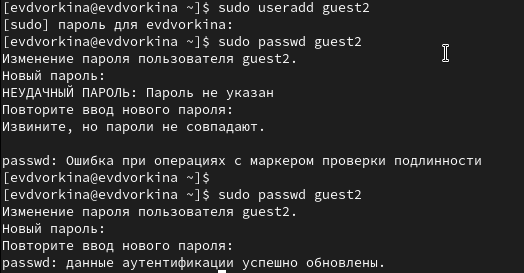 [evdvorkina@evdvorkina ~]$ sudo useradd guest2
[sudo] пароль для evdvorkina:
[evdvorkina@evdvorkina ~]$ sudo passwd guest2
Изменение пароля пользователя guest2.
Новый пароль:
НЕУДАЧНЫЙ ПАРОЛЬ: Пароль не указан
Повторите ввод нового пароля:
Извините, но пароли не совпадают.
passwd: Ошибка при операциях с маркером проверки подлинности
[evdvorkina@evdvorkina ~]$
[evdvorkina@evdvorkina ~]$ sudo passwd guest2
Изменение пароля пользователя guest2.
Новый пароль:
Повторите ввод нового пароля:
passwd: данные аутентификации успешно обновлены.